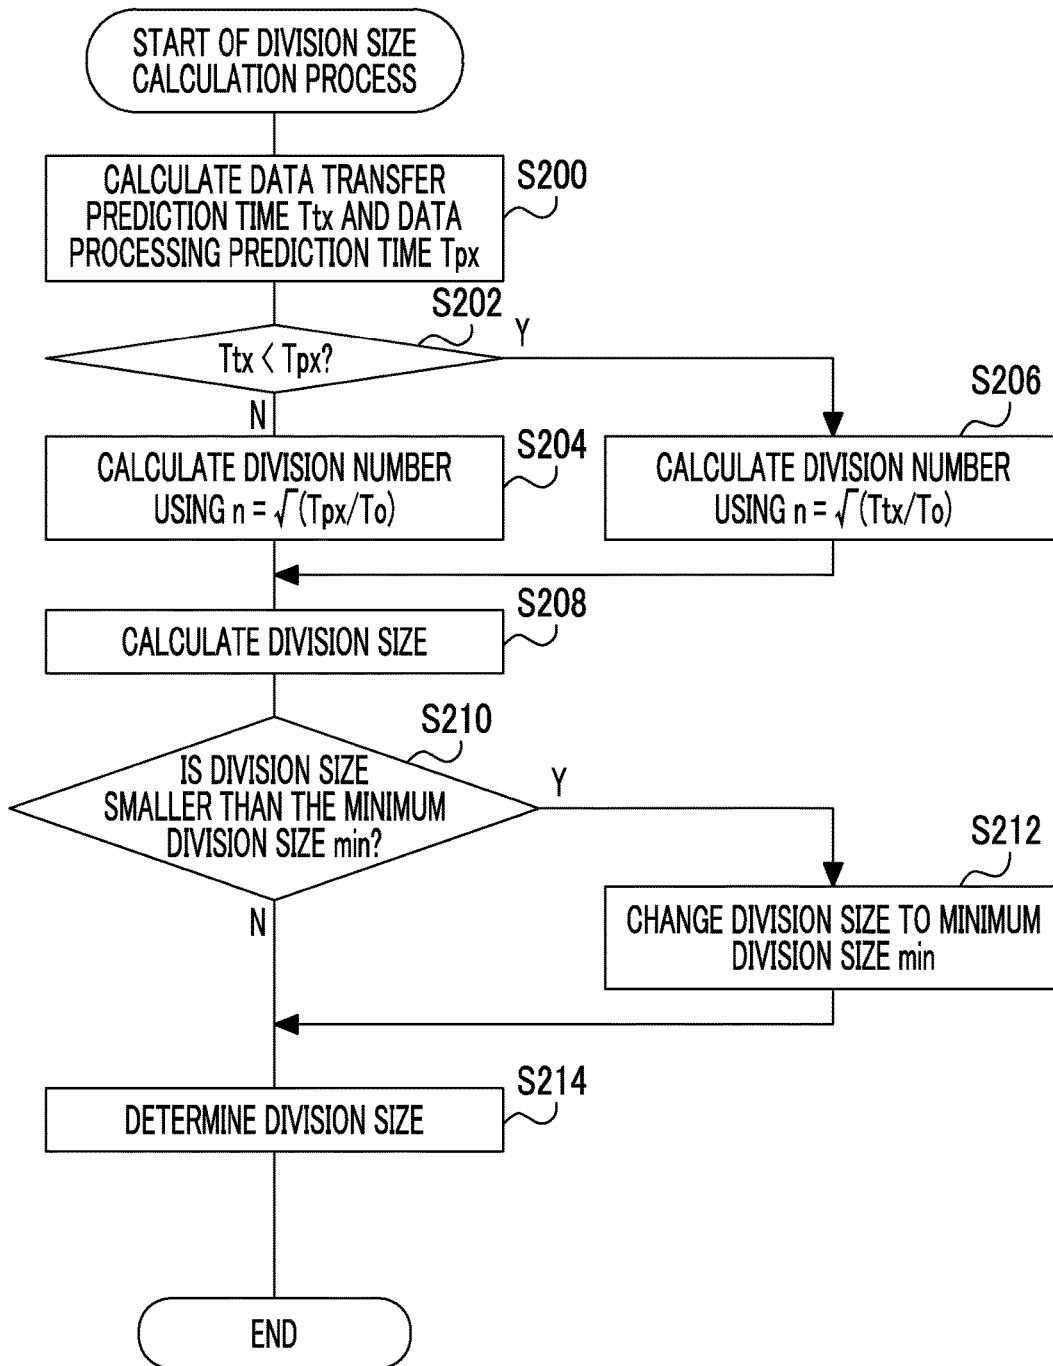 START OF DIVISION SIZE
CALCULATION PROCESS
CALCULATE DATA TRANSFER
PREDICTION TIME Ttx AND DATA
PROCESSING PREDICTION TIME Tpx
S200
Ttx < Tpx?
S202
Y
N
CALCULATE DIVISION NUMBER
USING n = √(Tpx/To)
S204
CALCULATE DIVISION NUMBER
USING n = √(Ttx/To)
S206
CALCULATE DIVISION SIZE
S208
IS DIVISION SIZE
SMALLER THAN THE MINIMUM
DIVISION SIZE min?
S210
Y
N
CHANGE DIVISION SIZE TO MINIMUM
DIVISION SIZE min
S212
DETERMINE DIVISION SIZE
S214
END